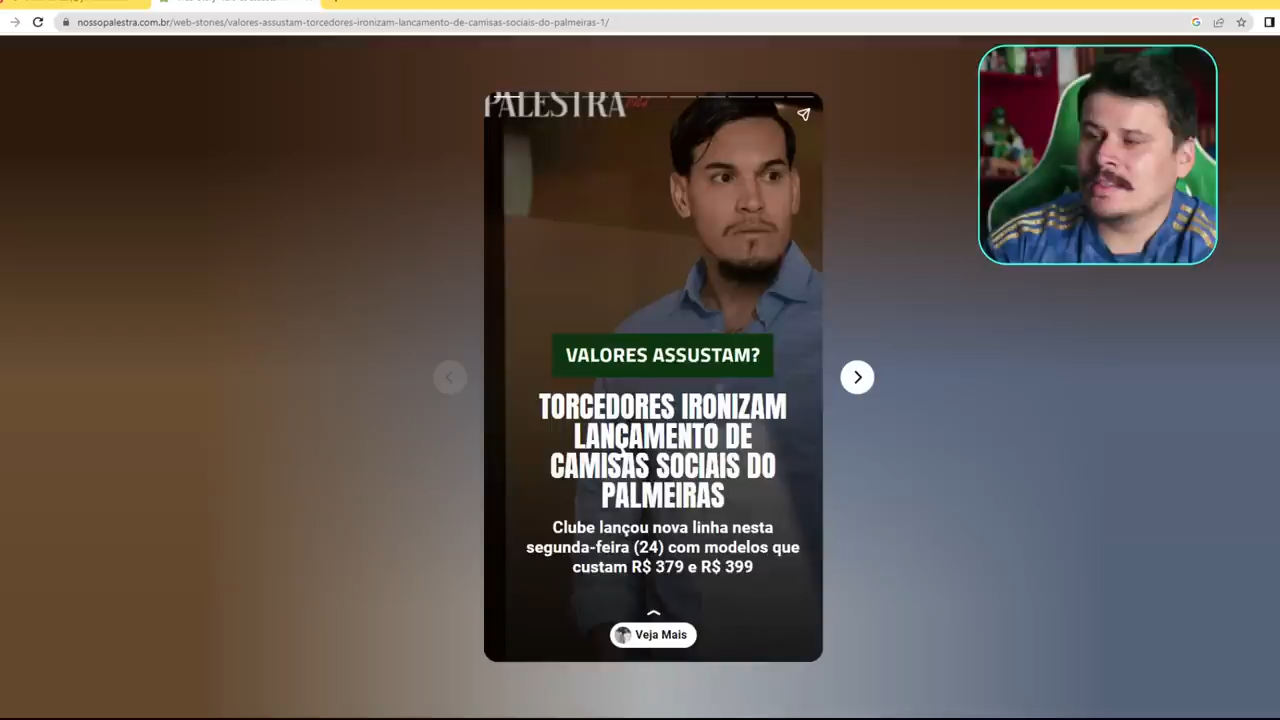 nossopalestra.com.br/web-stories/valores-assustam-torcedores-ironizam-lancamento-de-camisas-sociais-do-palmeiras-1/
PALESTRA
VALORES ASSUSTAM?
TORCEDORES IRONIZAM
LANÇAMENTO DE
CAMISAS SOCIAIS DO
PALMEIRAS
Clube lançou nova linha nesta
segunda-feira (24) com modelos que
custam R$ 379 e R$ 399
Veja Mais